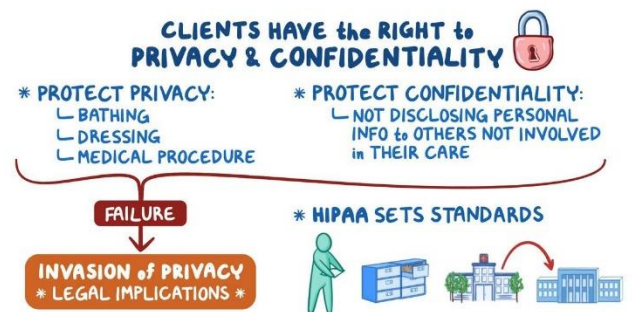 CLIENTS HAVE the RIGHT to
PRIVACY & CONFIDENTIALITY
* PROTECT PRIVACY:
BATHING
DRESSING
MEDICAL PROCEDURE
* PROTECT CONFIDENTIALITY:
NOT DISCLOSING PERSONAL
INFO to OTHERS NOT INVOLVED
in THEIR CARE
FAILURE
INVASION of PRIVACY
* LEGAL IMPLICATIONS *
* HIPAA SETS STANDARDS